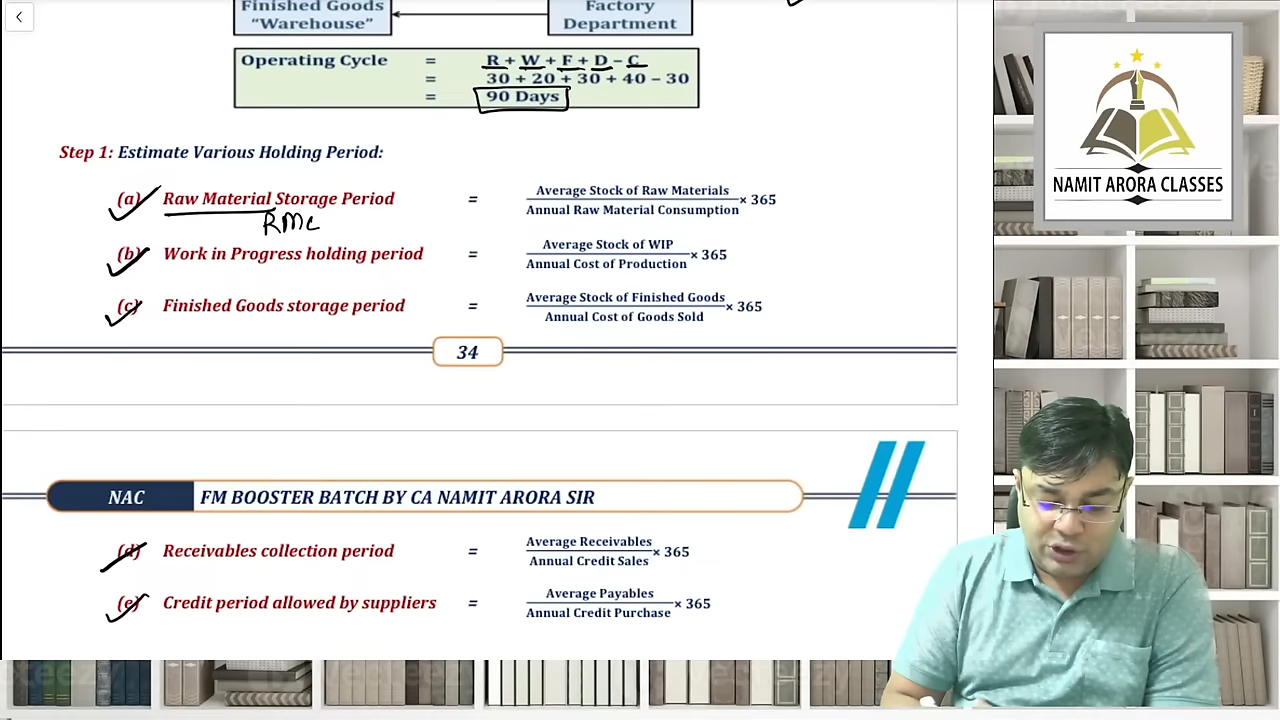 Finished Goods
"Warehouse"
Factory
Department
Operating Cycle = R + W + F + D – C
= 30 + 20 + 30 + 40 – 30
= 90 Days
Step 1: Estimate Various Holding Period:
(a) Raw Material Storage Period = Average Stock of Raw Materials
Annual Raw Material Consumption × 365
RMC
(b) Work in Progress holding period = Average Stock of WIP
Annual Cost of Production × 365
(c) Finished Goods storage period = Average Stock of Finished Goods
Annual Cost of Goods Sold × 365
34
NAC FM BOOSTER BATCH BY CA NAMIT ARORA SIR
(d) Receivables collection period = Average Receivables
Annual Credit Sales × 365
(e) Credit period allowed by suppliers = Average Payables
Annual Credit Purchase × 365
NAMIT ARORA CLASSES